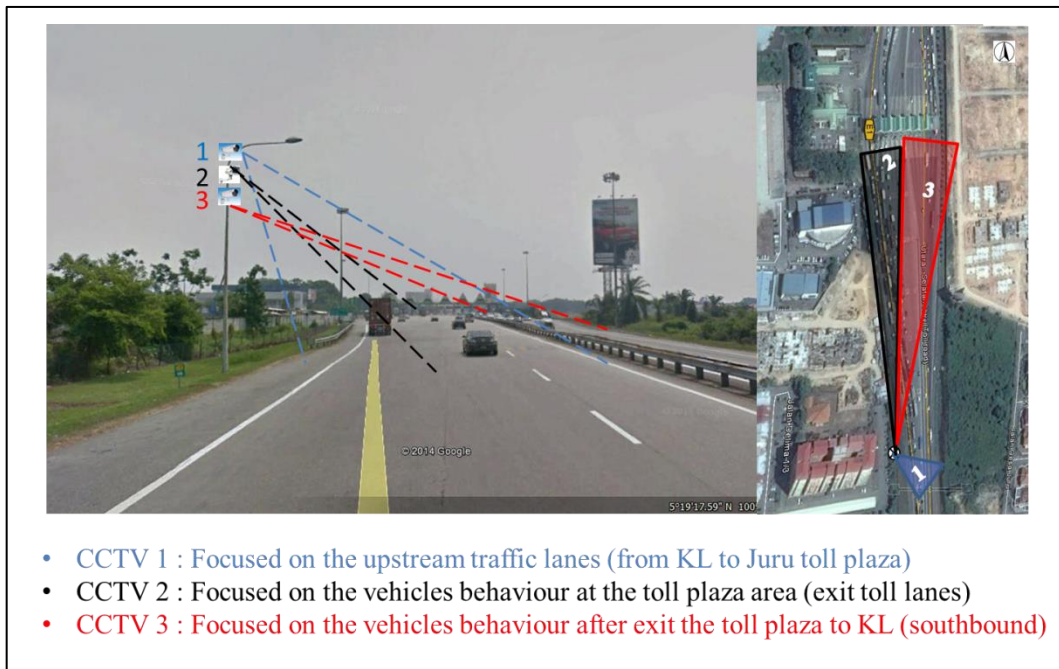 1
2
3
© 2014 Google
5°19'17.59" N 100
2
3
1
• CCTV 1 : Focused on the upstream traffic lanes (from KL to Juru toll plaza)
• CCTV 2 : Focused on the vehicles behaviour at the toll plaza area (exit toll lanes)
• CCTV 3 : Focused on the vehicles behaviour after exit the toll plaza to KL (southbound)